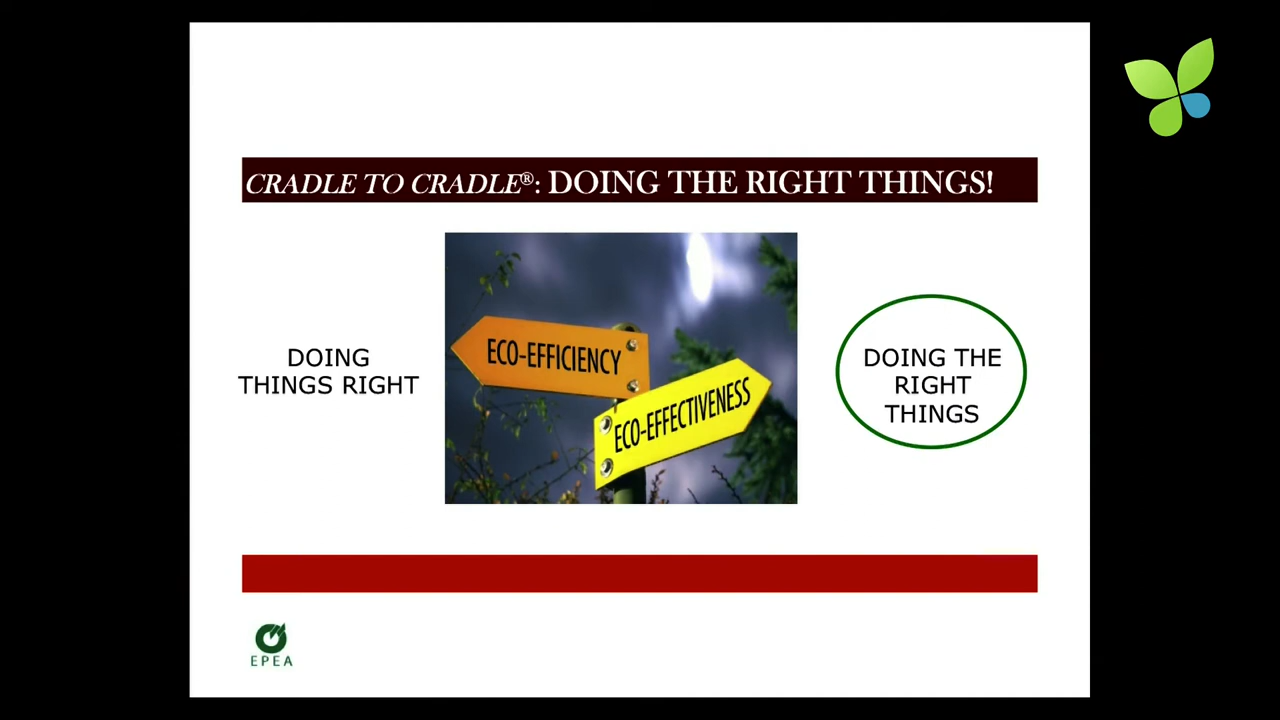 CRADLE TO CRADLE®: DOING THE RIGHT THINGS!
DOING
THINGS RIGHT
ECO-EFFICIENCY
ECO-EFFECTIVENESS
DOING THE
RIGHT
THINGS
EPEA